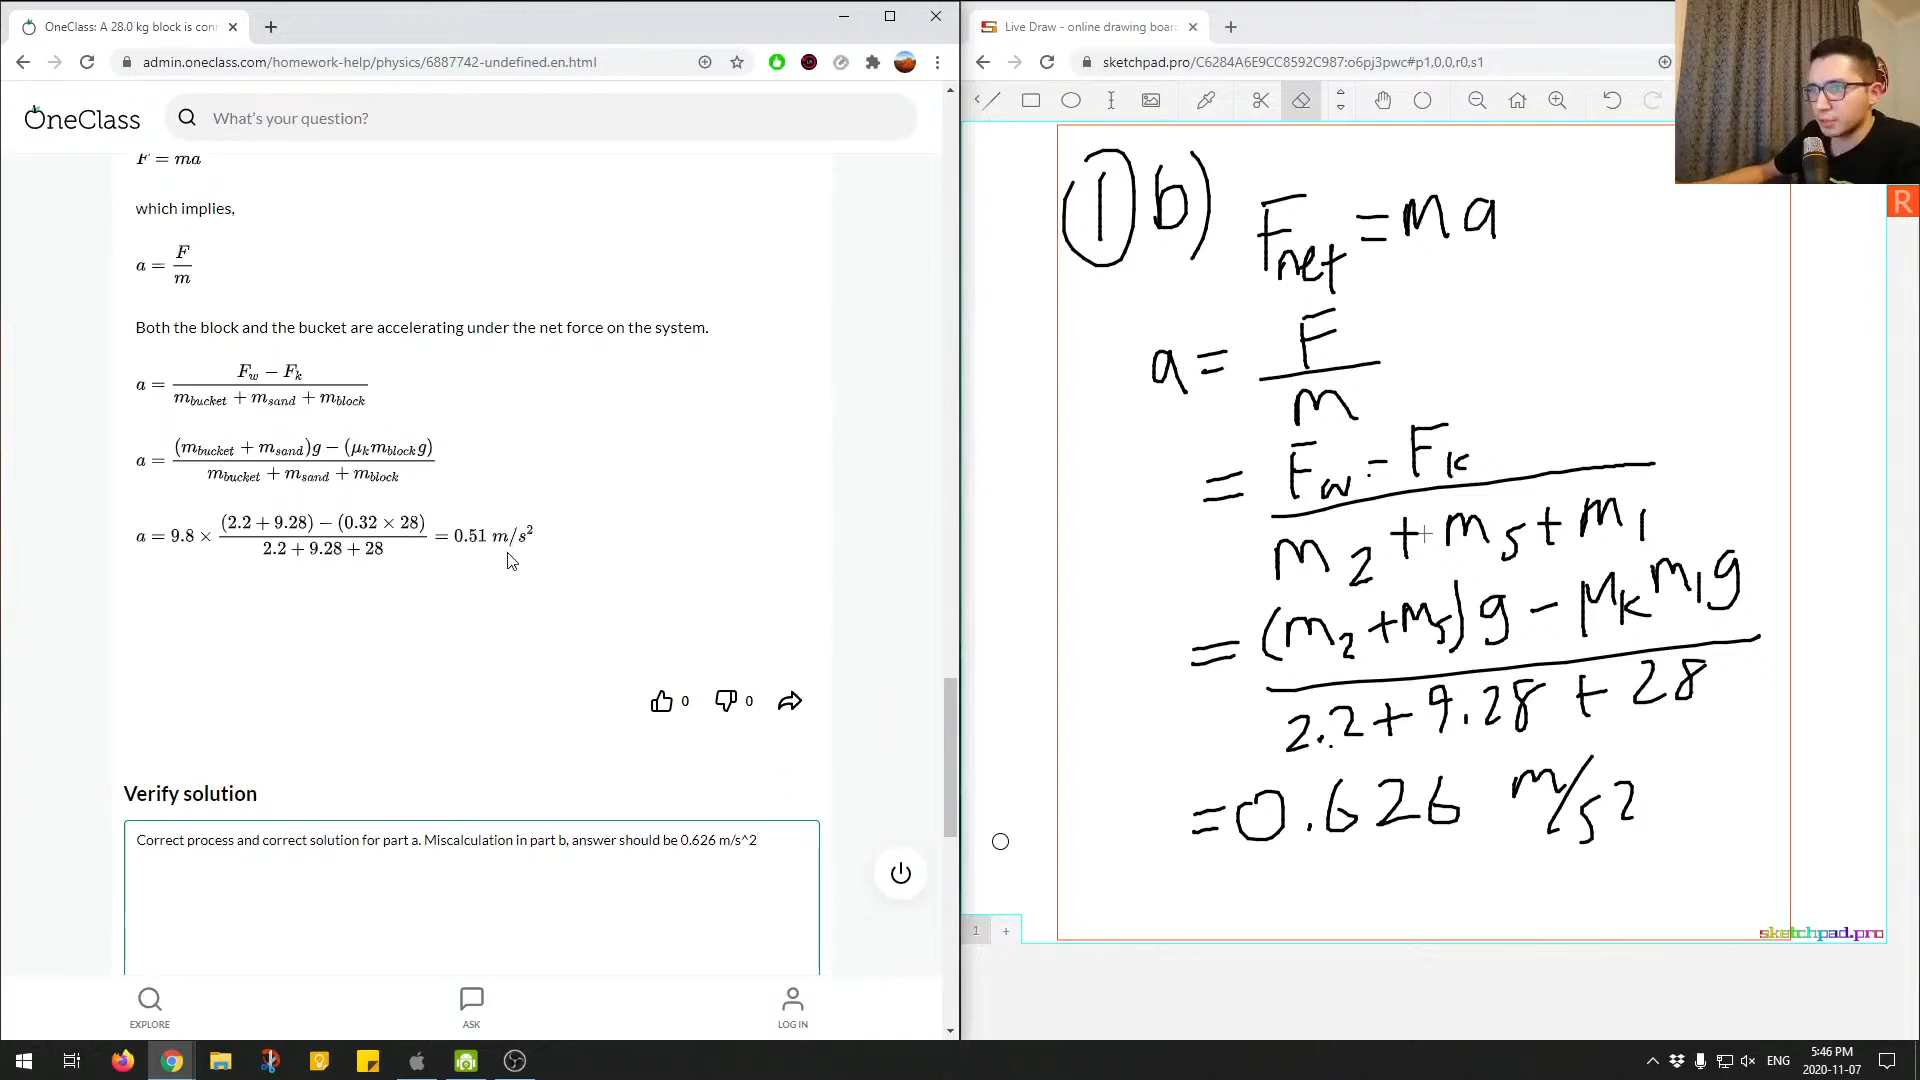 OneClass: A 28.0 kg block is conn
admin.oneclass.com/homework-help/physics/6887742-undefined.en.html
OneClass
What's your question?
F = ma
which implies,
a = F/m
Both the block and the bucket are accelerating under the net force on the system.
a = (F_w − F_k)/(m_bucket + m_sand + m_block)
a = ((m_bucket + m_sand)g − (μ_k m_block g))/(m_bucket + m_sand + m_block)
a = 9.8 × ((2.2 + 9.28) − (0.32 × 28))/(2.2 + 9.28 + 28) = 0.51 m/s²
0
0
Verify solution
Correct process and correct solution for part a. Miscalculation in part b, answer should be 0.626 m/s^2
EXPLORE
ASK
LOG IN
Live Draw - online drawing board
sketchpad.pro/C6284A6E9CC8592C987:o6pj3pwc#p1,0,0,r0,s1
R
① b) F_net = ma
a = F/m
= (F_w - F_k)/(m_2 + m_s + m_1)
= ((m_2 + m_s)g - μ_k m_1 g)/(2.2 + 9.28 + 28)
= 0.626 m/s2
1
+
sketchpad.pro
ENG
5:46 PM
2020-11-07